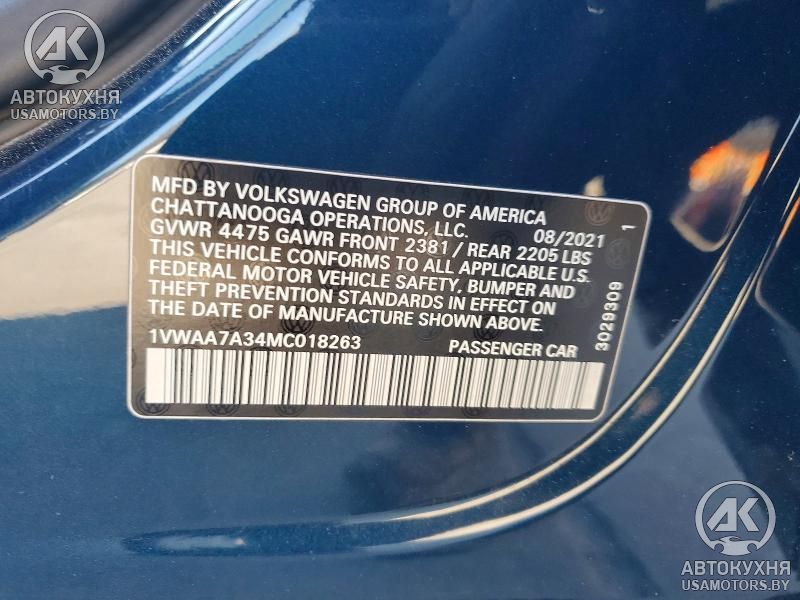 AK
АВТОКУХНЯ
USAMOTORS.BY
MFD BY VOLKSWAGEN GROUP OF AMERICA
CHATTANOOGA OPERATIONS, LLC. 08/2021 1
GVWR 4475 GAWR FRONT 2381 / REAR 2205 LBS
THIS VEHICLE CONFORMS TO ALL APPLICABLE U.S.
FEDERAL MOTOR VEHICLE SAFETY, BUMPER AND
THEFT PREVENTION STANDARDS IN EFFECT ON
THE DATE OF MANUFACTURE SHOWN ABOVE.
1VWAA7A34MC018263 PASSENGER CAR
3029309
AK
АВТОКУХНЯ
USAMOTORS.BY